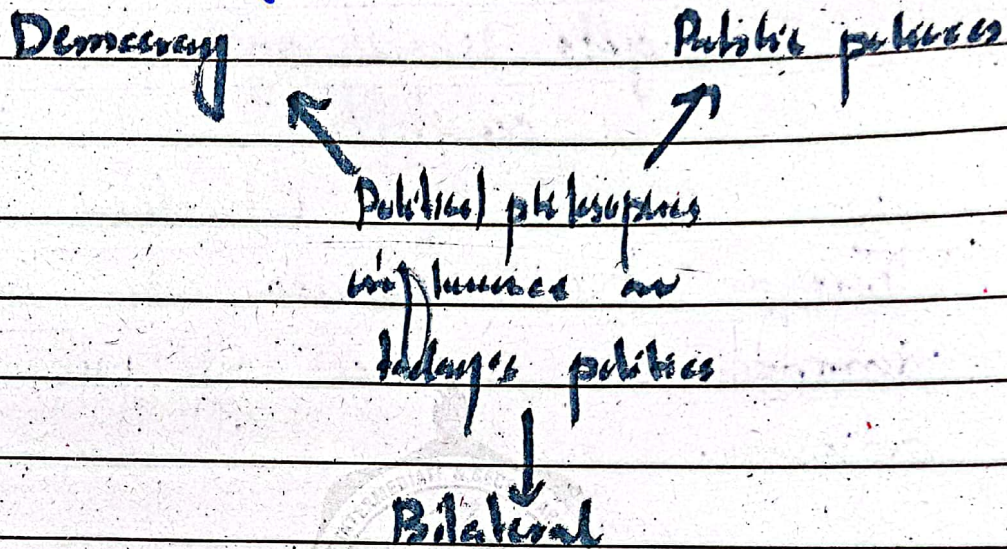 Democracy Public policies
Political philosophies
influences on
today's politics
Bilateral